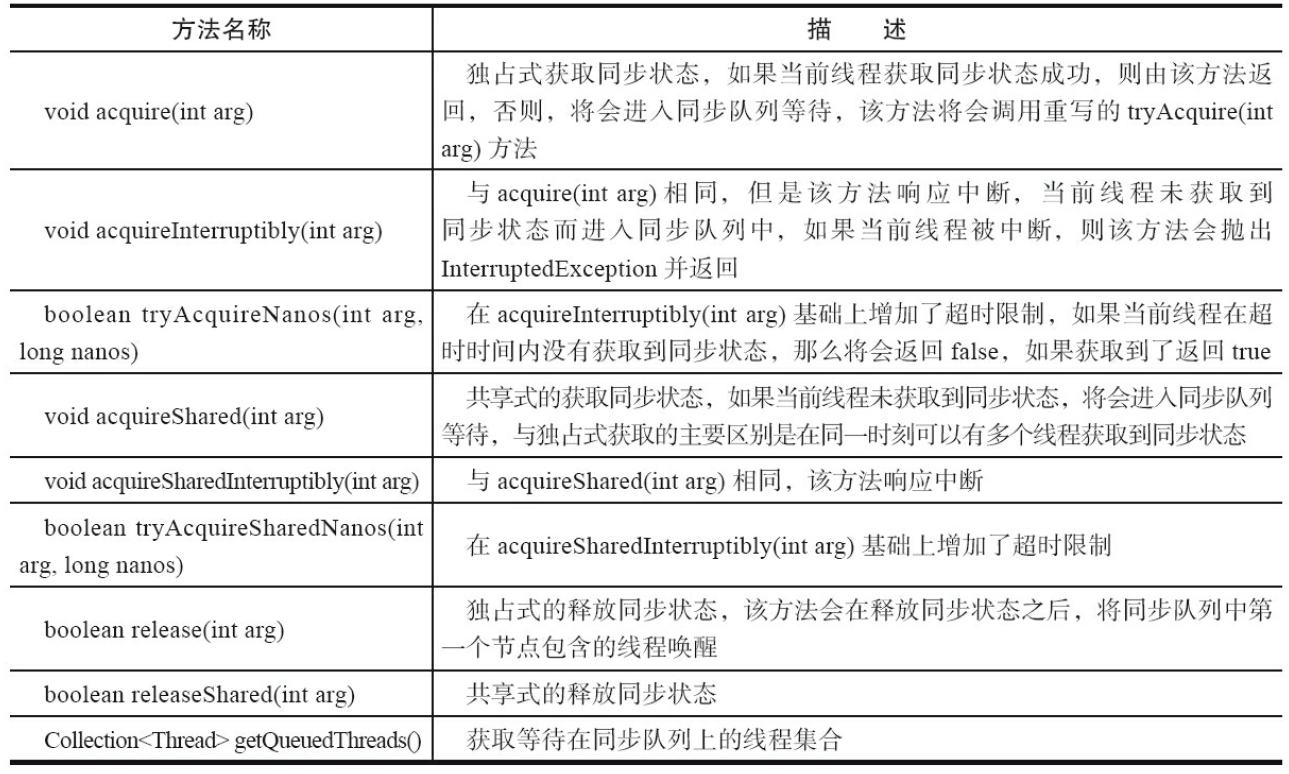 方法名称
描 述
void acquire(int arg)
独占式获取同步状态，如果当前线程获取同步状态成功，则由该方法返
回，否则，将会进入同步队列等待，该方法将会调用重写的 tryAcquire(int
arg) 方法
void acquireInterruptibly(int arg)
与 acquire(int arg) 相同，但是该方法响应中断，当前线程未获取到
同步状态而进入同步队列中，如果当前线程被中断，则该方法会抛出
InterruptedException 并返回
boolean tryAcquireNanos(int arg,
long nanos)
在 acquireInterruptibly(int arg) 基础上增加了超时限制，如果当前线程在超
时时间内没有获取到同步状态，那么将会返回 false，如果获取到了返回 true
void acquireShared(int arg)
共享式的获取同步状态，如果当前线程未获取到同步状态，将会进入同步队列
等待，与独占式获取的主要区别是在同一时刻可以有多个线程获取到同步状态
void acquireSharedInterruptibly(int arg)
与 acquireShared(int arg) 相同，该方法响应中断
boolean tryAcquireSharedNanos(int
arg, long nanos)
在 acquireSharedInterruptibly(int arg) 基础上增加了超时限制
boolean release(int arg)
独占式的释放同步状态，该方法会在释放同步状态之后，将同步队列中第
一个节点包含的线程唤醒
boolean releaseShared(int arg)
共享式的释放同步状态
Collection<Thread> getQueuedThreads()
获取等待在同步队列上的线程集合